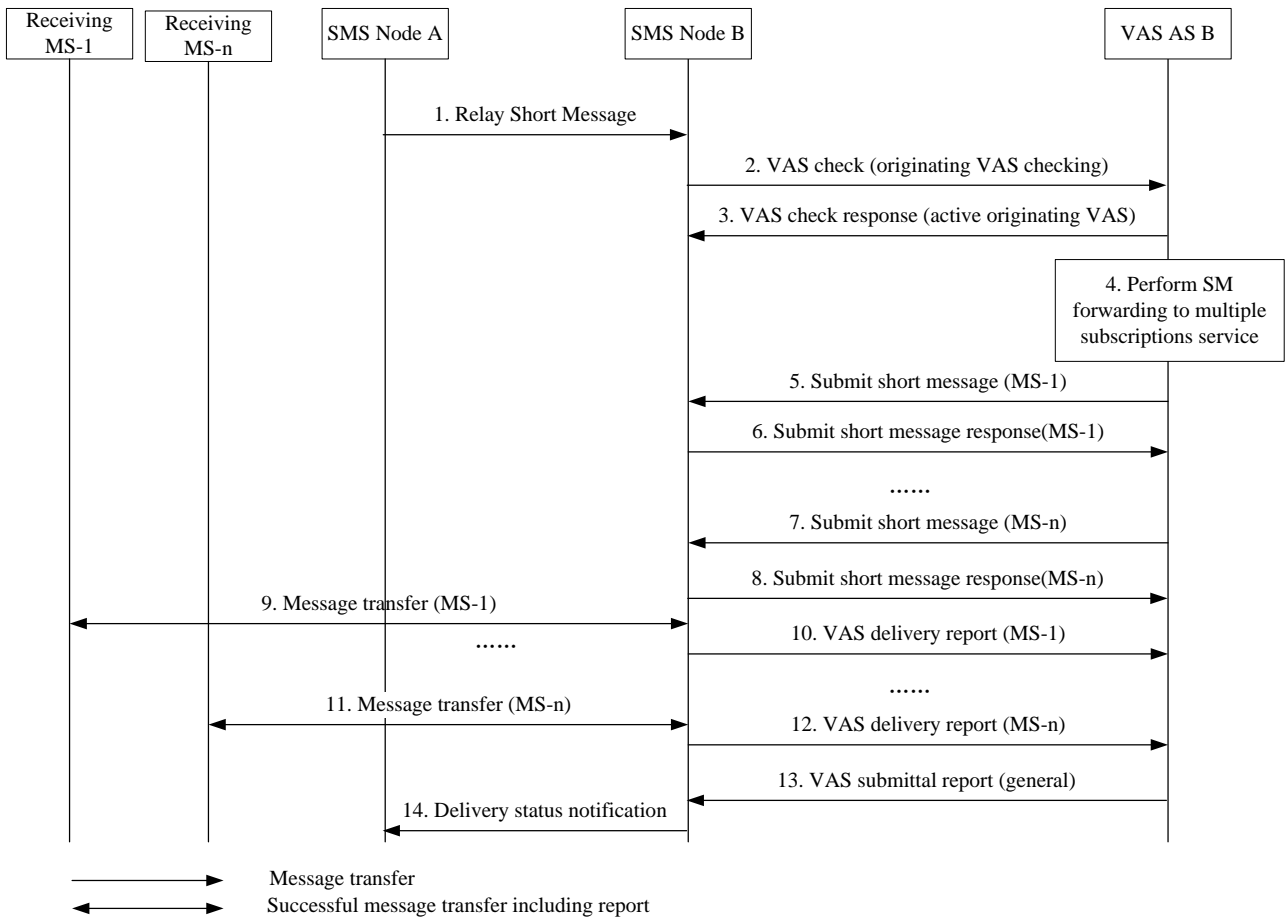 Receiving
MS-1
Receiving
MS-n
SMS Node A
SMS Node B
VAS AS B
1. Relay Short Message
2. VAS check (originating VAS checking)
3. VAS check response (active originating VAS)
4. Perform SM
forwarding to multiple
subscriptions service
5. Submit short message (MS-1)
6. Submit short message response(MS-1)
……
7. Submit short message (MS-n)
8. Submit short message response(MS-n)
9. Message transfer (MS-1)
……
10. VAS delivery report (MS-1)
……
11. Message transfer (MS-n)
12. VAS delivery report (MS-n)
13. VAS submittal report (general)
14. Delivery status notification
Message transfer
Successful message transfer including report